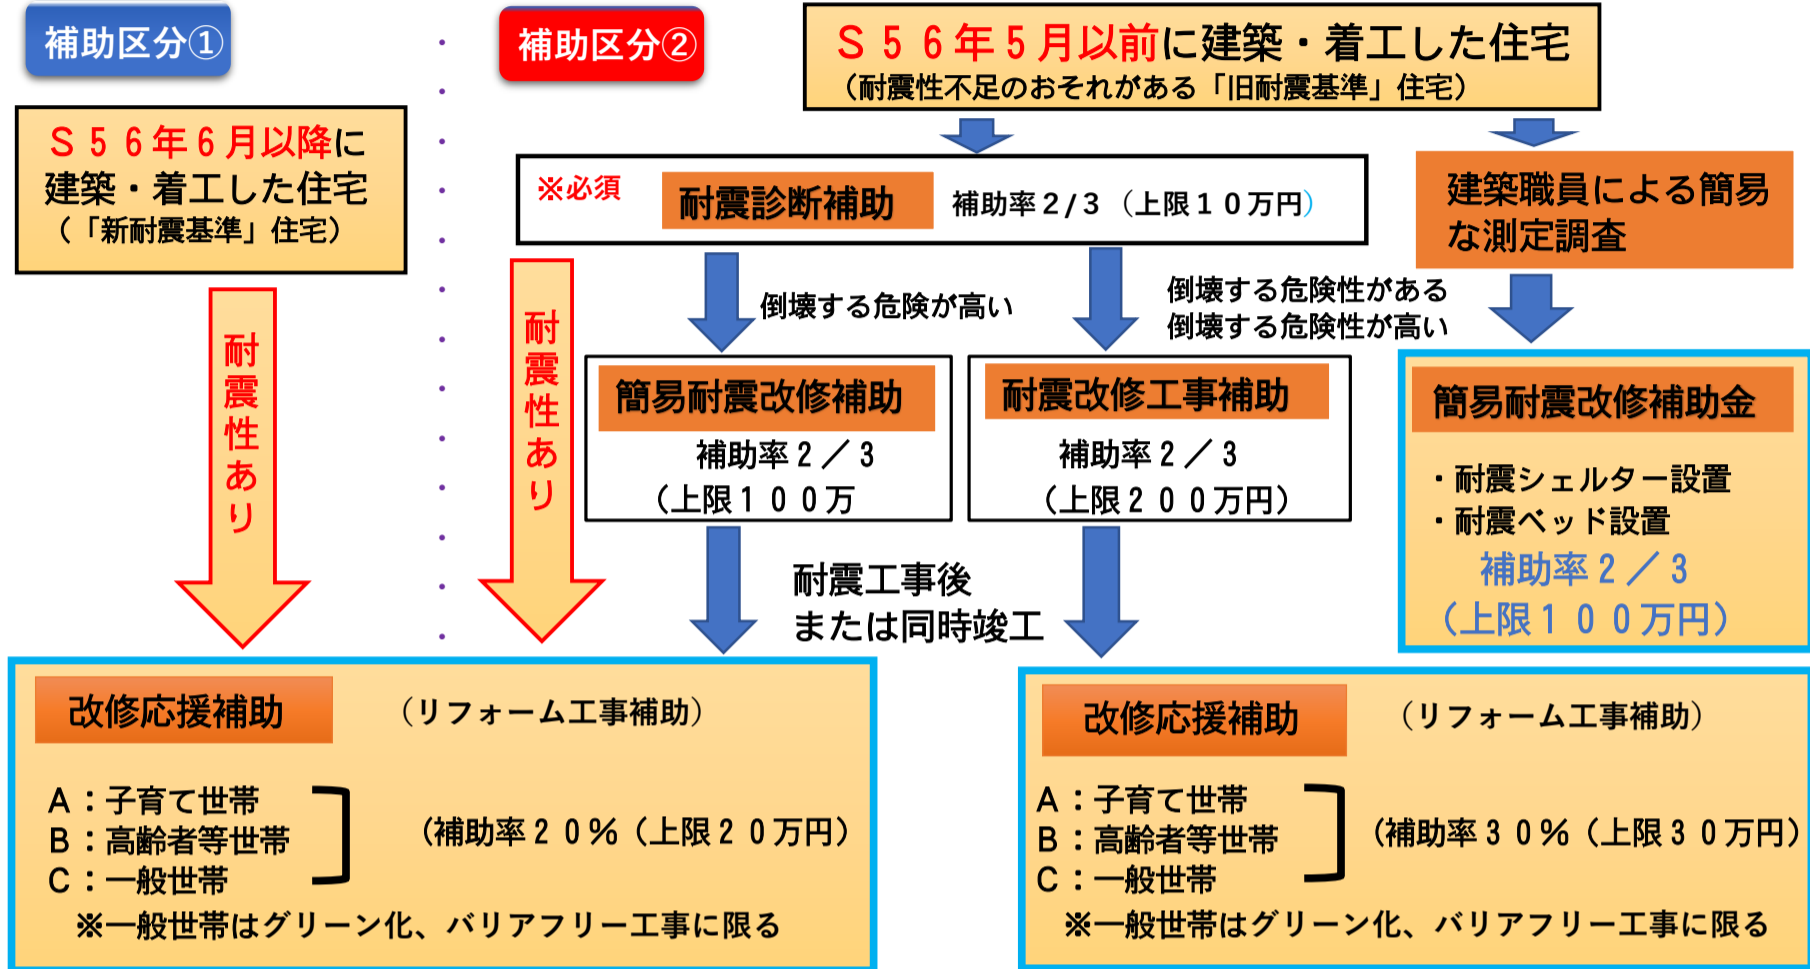 補助区分①
S56年6月以降に
建築・着工した住宅
（「新耐震基準」住宅）
耐震性あり
補助区分②
S56年5月以前に建築・着工した住宅
（耐震性不足のおそれがある「旧耐震基準」住宅）
※必須
耐震診断補助
補助率2/3（上限10万円）
建築職員による簡易
な測定調査
耐震性あり
倒壊する危険が高い
倒壊する危険性がある
倒壊する危険性が高い
簡易耐震改修補助
補助率2／3
（上限100万
耐震改修工事補助
補助率2／3
（上限200万円）
簡易耐震改修補助金
・耐震シェルター設置
・耐震ベッド設置
補助率2／3
（上限100万円）
耐震工事後
または同時竣工
改修応援補助
（リフォーム工事補助）
A：子育て世帯
B：高齢者等世帯
C：一般世帯
（補助率20％（上限20万円）
※一般世帯はグリーン化、バリアフリー工事に限る
改修応援補助
（リフォーム工事補助）
A：子育て世帯
B：高齢者等世帯
C：一般世帯
（補助率30％（上限30万円）
※一般世帯はグリーン化、バリアフリー工事に限る